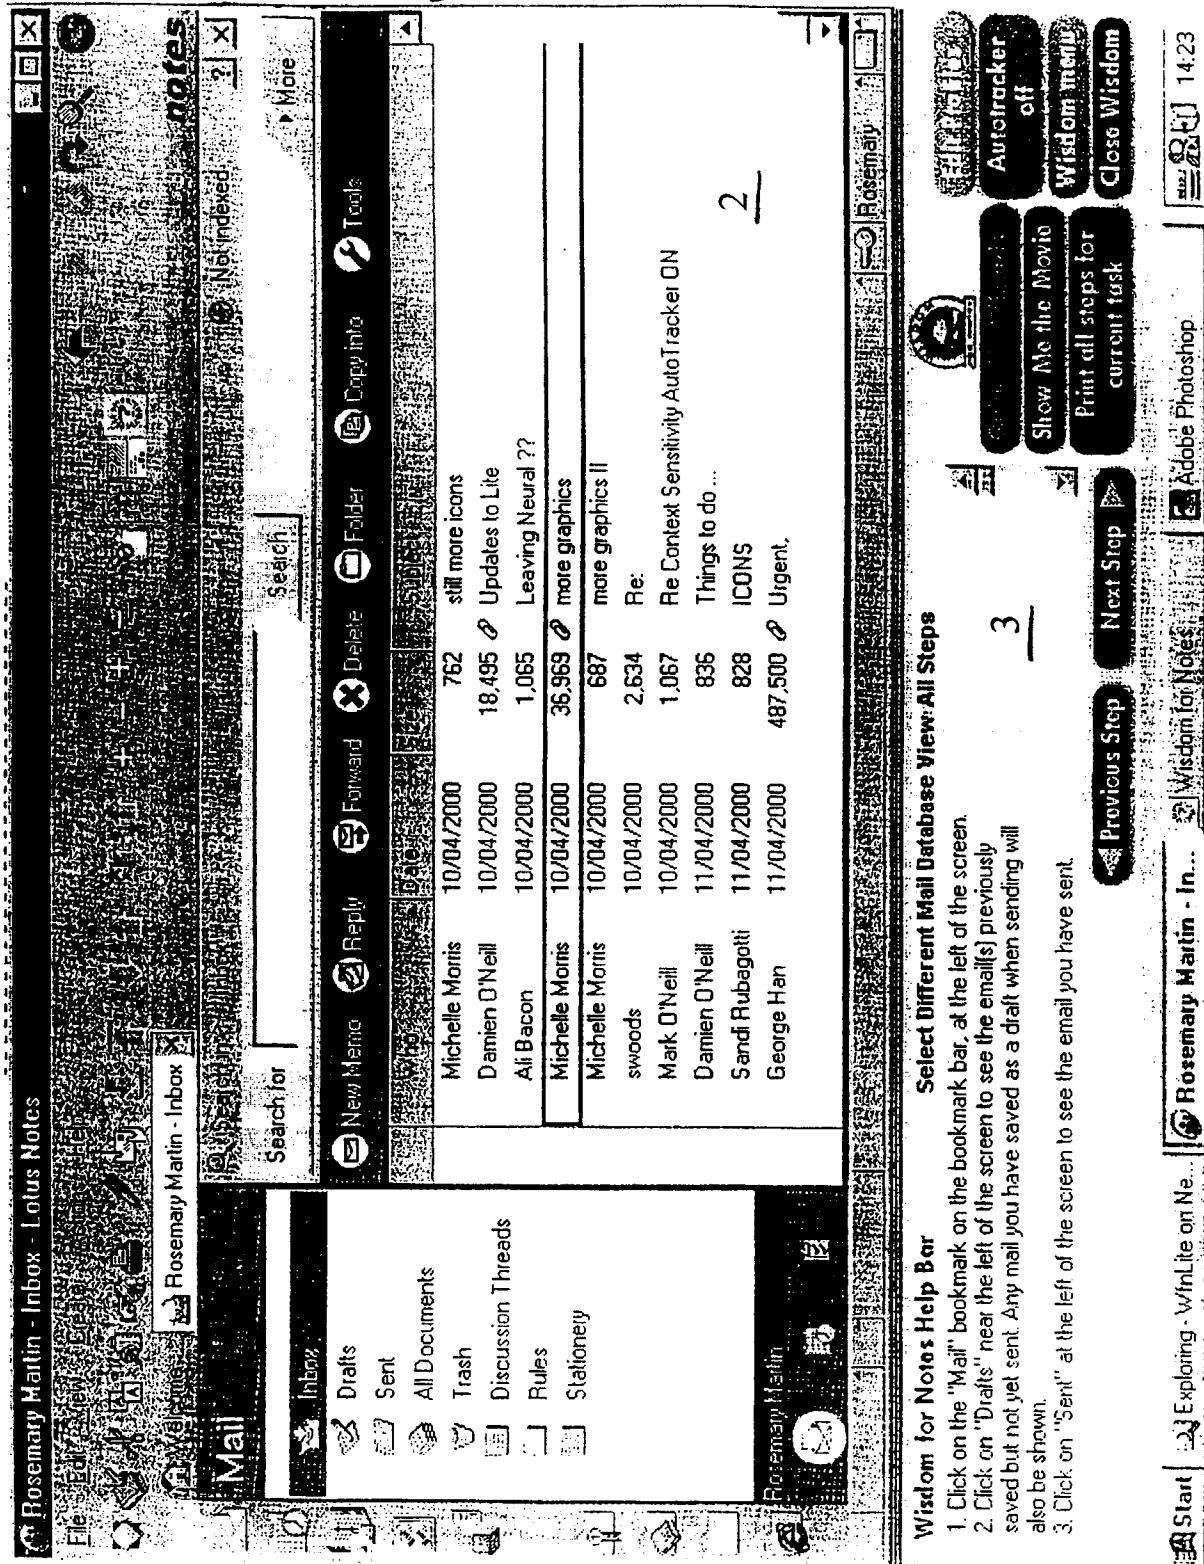 Rosemary Martin - Inbox - Lotus Notes
File Edit View Create
notes
Welcome
Rosemary Martin - Inbox
Not indexed
Search for
Search
More
Mail
New Memo Reply Forward Delete Folder Copy into Tools
Inbox
Drafts
Sent
All Documents
Trash
Discussion Threads
Rules
Stationery
Rosemary Martin
Who Date Size Subject
Michelle Morris 10/04/2000 762 still more icons
Damien O'Neill 10/04/2000 18,495 Updates to Lite
Ali Bacon 10/04/2000 1,065 Leaving Neural ??
Michelle Morris 10/04/2000 36,969 more graphics
Michelle Morris 10/04/2000 687 more graphics II
swoods 10/04/2000 2,634 Re:
Mark O'Neill 10/04/2000 1,067 Re Context Sensitivity AutoTracker ON
Damien O'Neill 11/04/2000 836 Things to do ...
Sandi Rubagotti 11/04/2000 828 ICONS
George Han 11/04/2000 487,500 Urgent,
2
Rosemay
Wisdom for Notes Help Bar Select Different Mail Database View: All Steps
1. Click on the "Mail" bookmark on the bookmark bar, at the left of the screen.
2. Click on "Drafts" near the left of the screen to see the email[s] previously
saved but not yet sent. Any mail you have saved as a draft when sending will
also be shown.
3. Click on "Sent" at the left of the screen to see the email you have sent.
3
Previous Step Next Step
Show Me the Movie
Print all steps for
current task
Autotracker
off
Wisdom menu
Close Wisdom
Start Exploring - WinLite on Ne... Rosemary Martin - In... Wisdom for Notes Adobe Photoshop 14:23